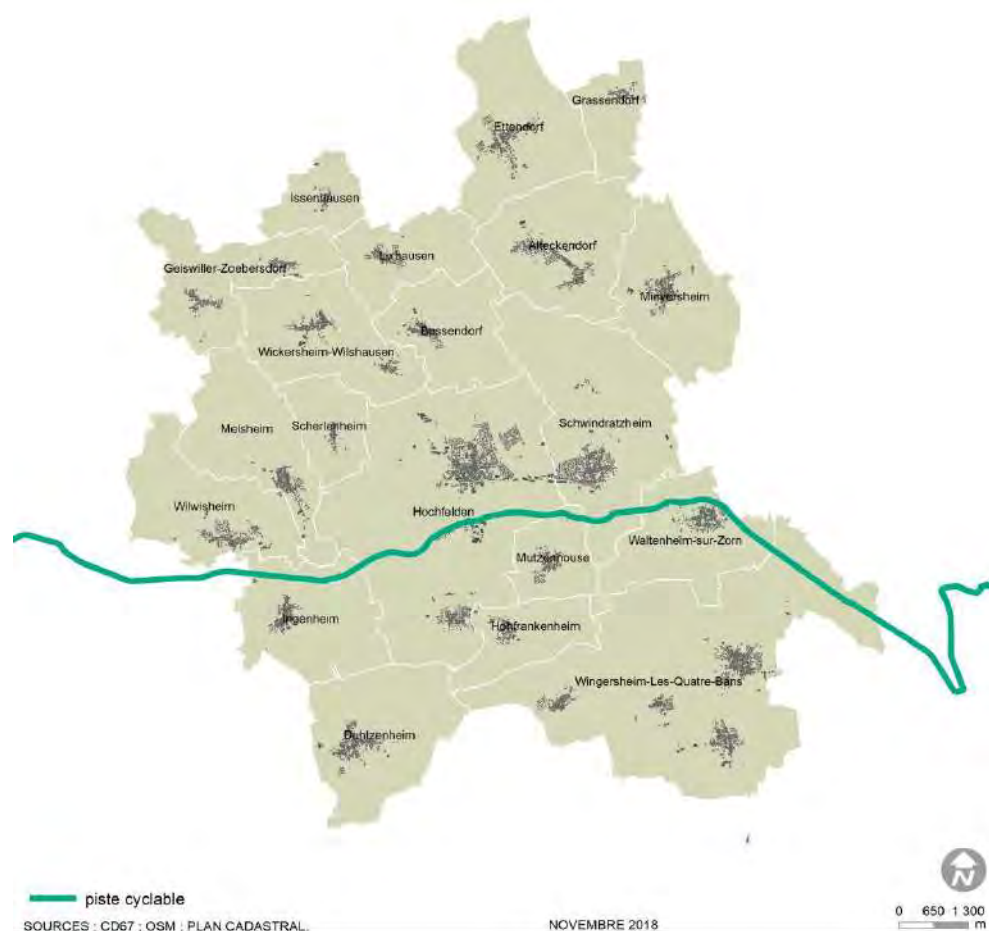 Grassendorf
Ettendorf
Issenhausen
Alteckendorf
Lixhausen
Geiswiller-Zoebersdorf
Minversheim
Bossendorf
Wickersheim-Wilshausen
Schwindratzheim
Scherlenheim
Melsheim
Wilwisheim
Hochfelden
Waltenheim-sur-Zorn
Mutzenhouse
Ingenheim
Hohfrankenheim
Wingersheim-Les-Quatre-Bans
Duntzenheim
N
piste cyclable
0 650 1 300
m
SOURCES : CD67 ; OSM ; PLAN CADASTRAL.
NOVEMBRE 2018